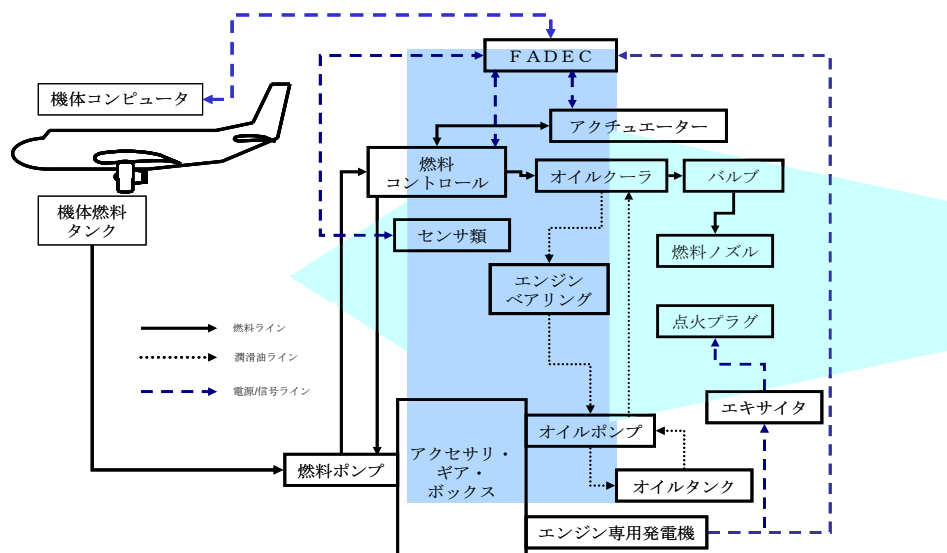 ＦＡＤＥＣ
機体コンピュータ
アクチュエーター
燃料
コントロール
オイルクーラ
バルブ
機体燃料
タンク
センサ類
燃料ノズル
エンジン
ベアリング
点火プラグ
燃料ライン
潤滑油ライン
電源/信号ライン
エキサイタ
オイルポンプ
アクセサリ・
ギア・
ボックス
燃料ポンプ
オイルタンク
エンジン専用発電機